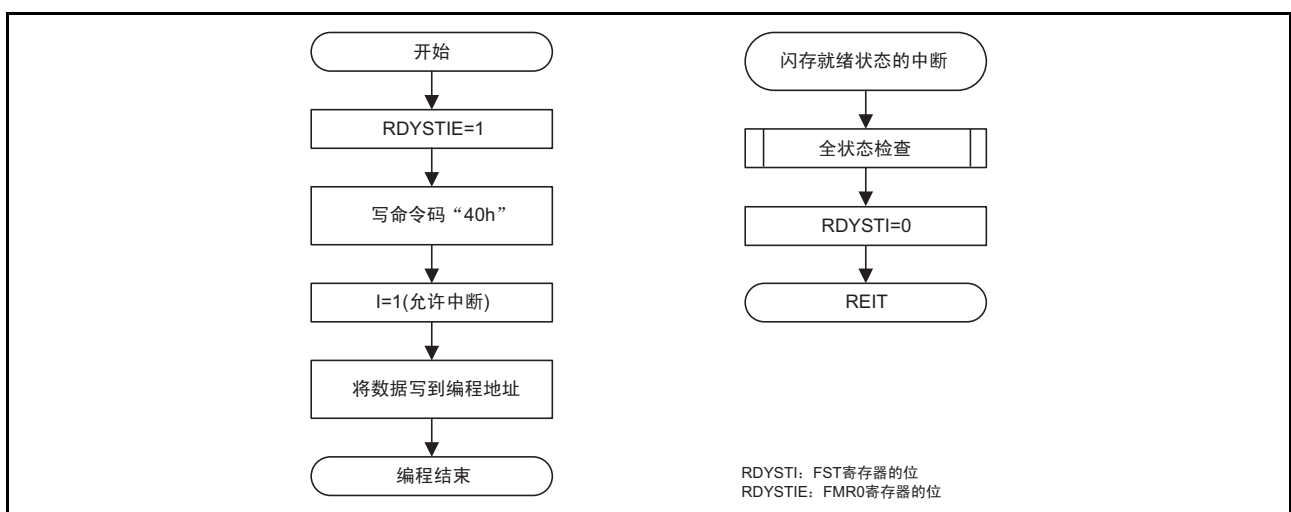 开始
RDYSTIE=1
写命令码“40h”
I=1(允许中断)
将数据写到编程地址
编程结束
闪存就绪状态的中断
全状态检查
RDYSTI=0
REIT
RDYSTI：FST寄存器的位
RDYSTIE：FMR0寄存器的位